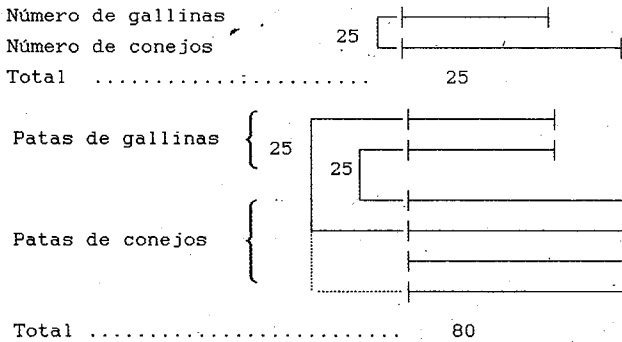 Número de gallinas
25
Número de conejos
Total .......................... 25
Patas de gallinas
25
25
Patas de conejos
Total .......................... 80